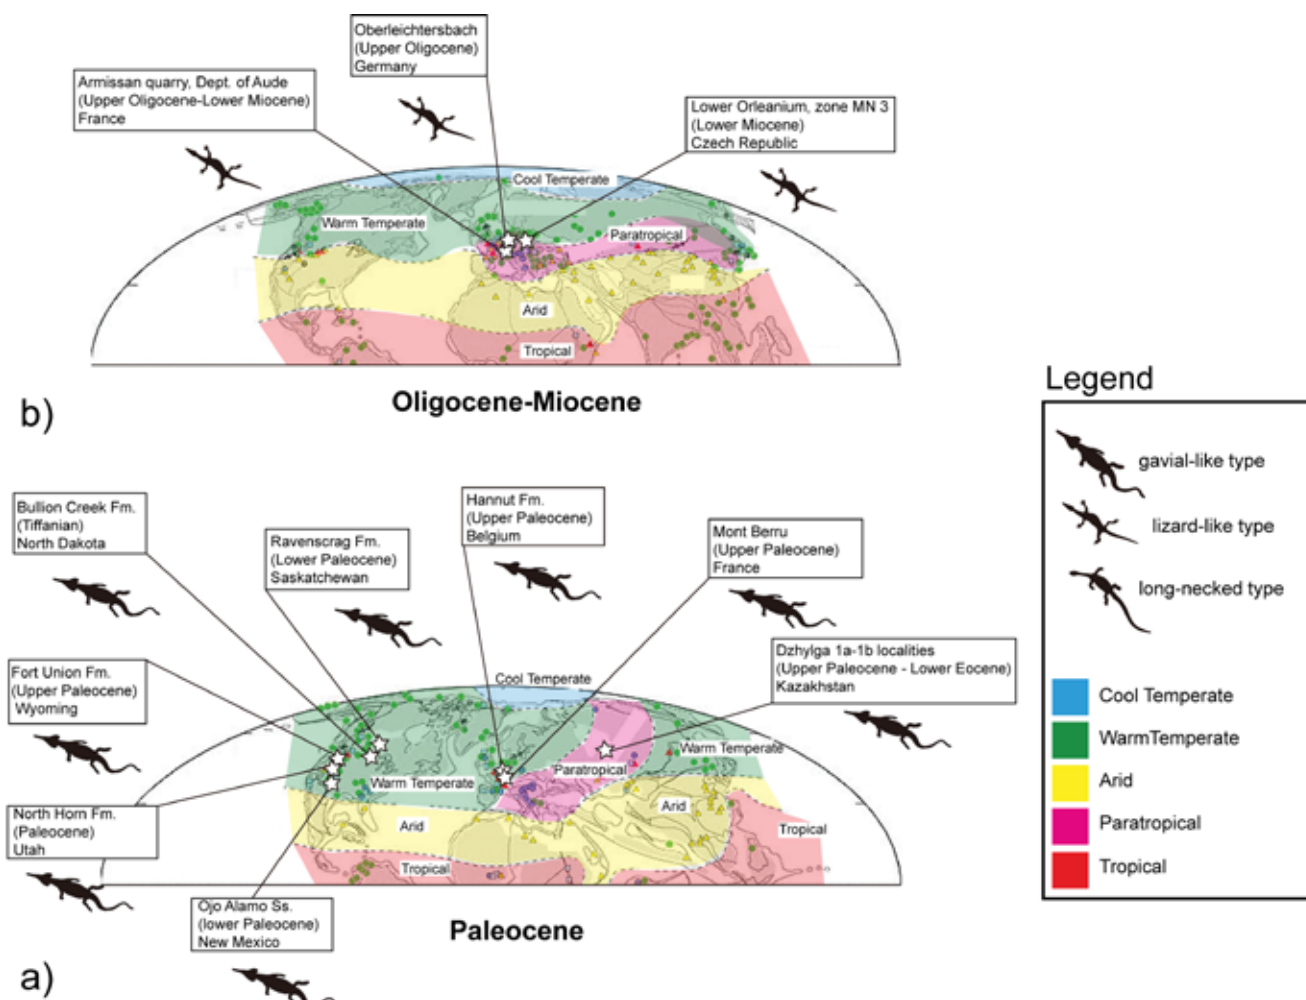 Oberleichtersbach
(Upper Oligocene)
Germany
Armissan quarry, Dept. of Aude
(Upper Oligocene-Lower Miocene)
France
Lower Orleanium, zone MN 3
(Lower Miocene)
Czech Republic
Cool Temperate
Warm Temperate
Paratropical
Arid
Tropical
b)
Oligocene-Miocene
Legend
gavial-like type
lizard-like type
long-necked type
Cool Temperate
WarmTemperate
Arid
Paratropical
Tropical
Bullion Creek Fm.
(Tiffanian)
North Dakota
Ravenscrag Fm.
(Lower Paleocene)
Saskatchewan
Hannut Fm.
(Upper Paleocene)
Belgium
Mont Berru
(Upper Paleocene)
France
Dzhylga 1a-1b localities
(Upper Paleocene - Lower Eocene)
Kazakhstan
Fort Union Fm.
(Upper Paleocene)
Wyoming
North Horn Fm.
(Paleocene)
Utah
Ojo Alamo Ss.
(lower Paleocene)
New Mexico
Cool Temperate
Warm Temperate
Paratropical
Warm Temperate
Arid
Arid
Tropical
Tropical
Paleocene
a)